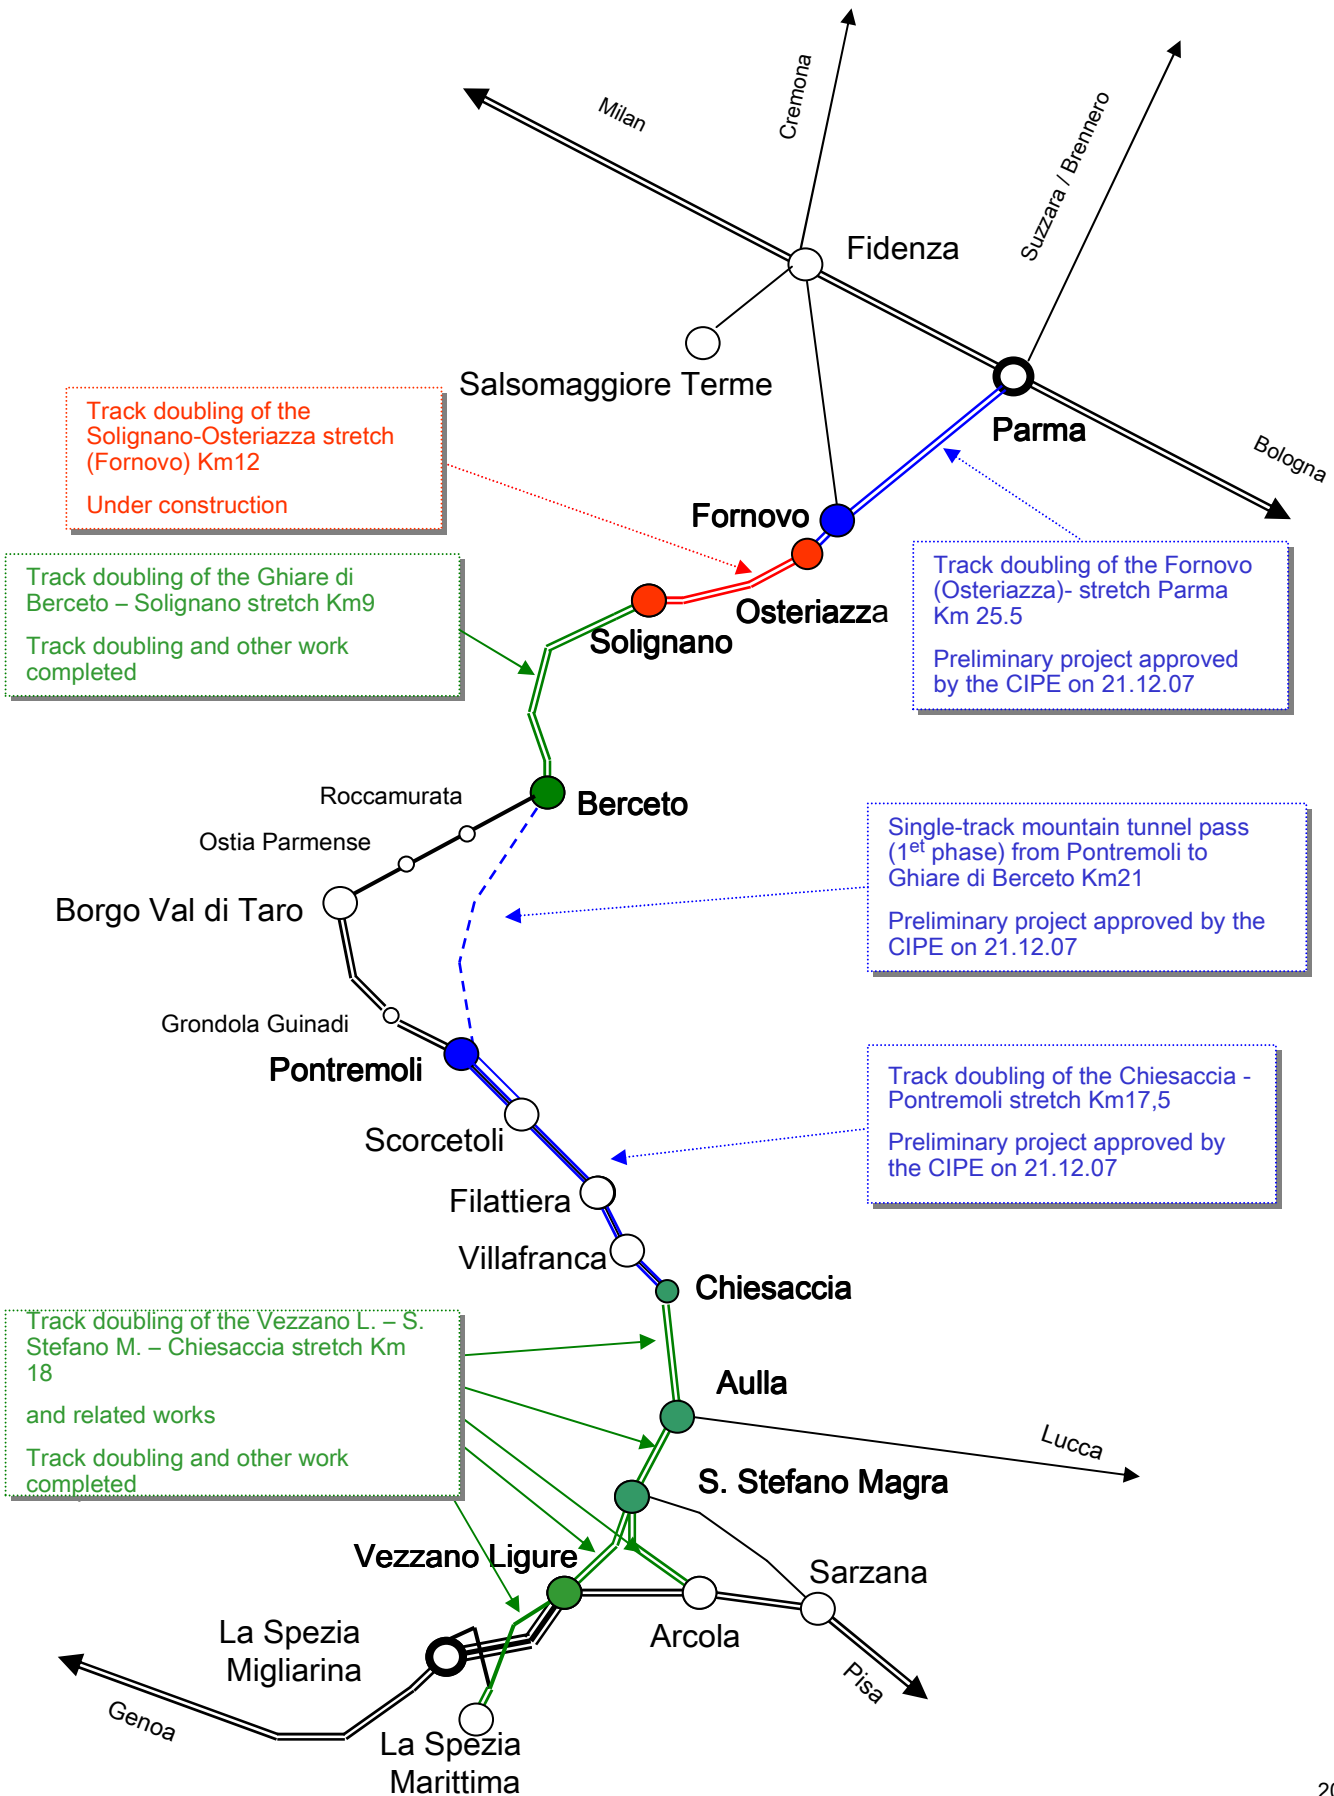 Milan
Cremona
Suzzara / Brennero
Fidenza
Salsomaggiore Terme
Parma
Bologna
Track doubling of the
Solignano-Osteriazza stretch
(Fornovo) Km12
Under construction
Fornovo
Osteriazza
Solignano
Track doubling of the Fornovo
(Osteriazza)- stretch Parma
Km 25.5
Preliminary project approved
by the CIPE on 21.12.07
Track doubling of the Ghiare di
Berceto – Solignano stretch Km9
Track doubling and other work
completed
Roccamurata
Berceto
Ostia Parmense
Borgo Val di Taro
Single-track mountain tunnel pass
(1et phase) from Pontremoli to
Ghiare di Berceto Km21
Preliminary project approved by the
CIPE on 21.12.07
Grondola Guinadi
Pontremoli
Scorcetoli
Track doubling of the Chiesaccia -
Pontremoli stretch Km17,5
Preliminary project approved by
the CIPE on 21.12.07
Filattiera
Villafranca
Chiesaccia
Track doubling of the Vezzano L. – S.
Stefano M. – Chiesaccia stretch Km
18
and related works
Track doubling and other work
completed
Aulla
Lucca
S. Stefano Magra
Vezzano Ligure
Sarzana
Arcola
La Spezia
Migliarina
Pisa
Genoa
La Spezia
Marittima